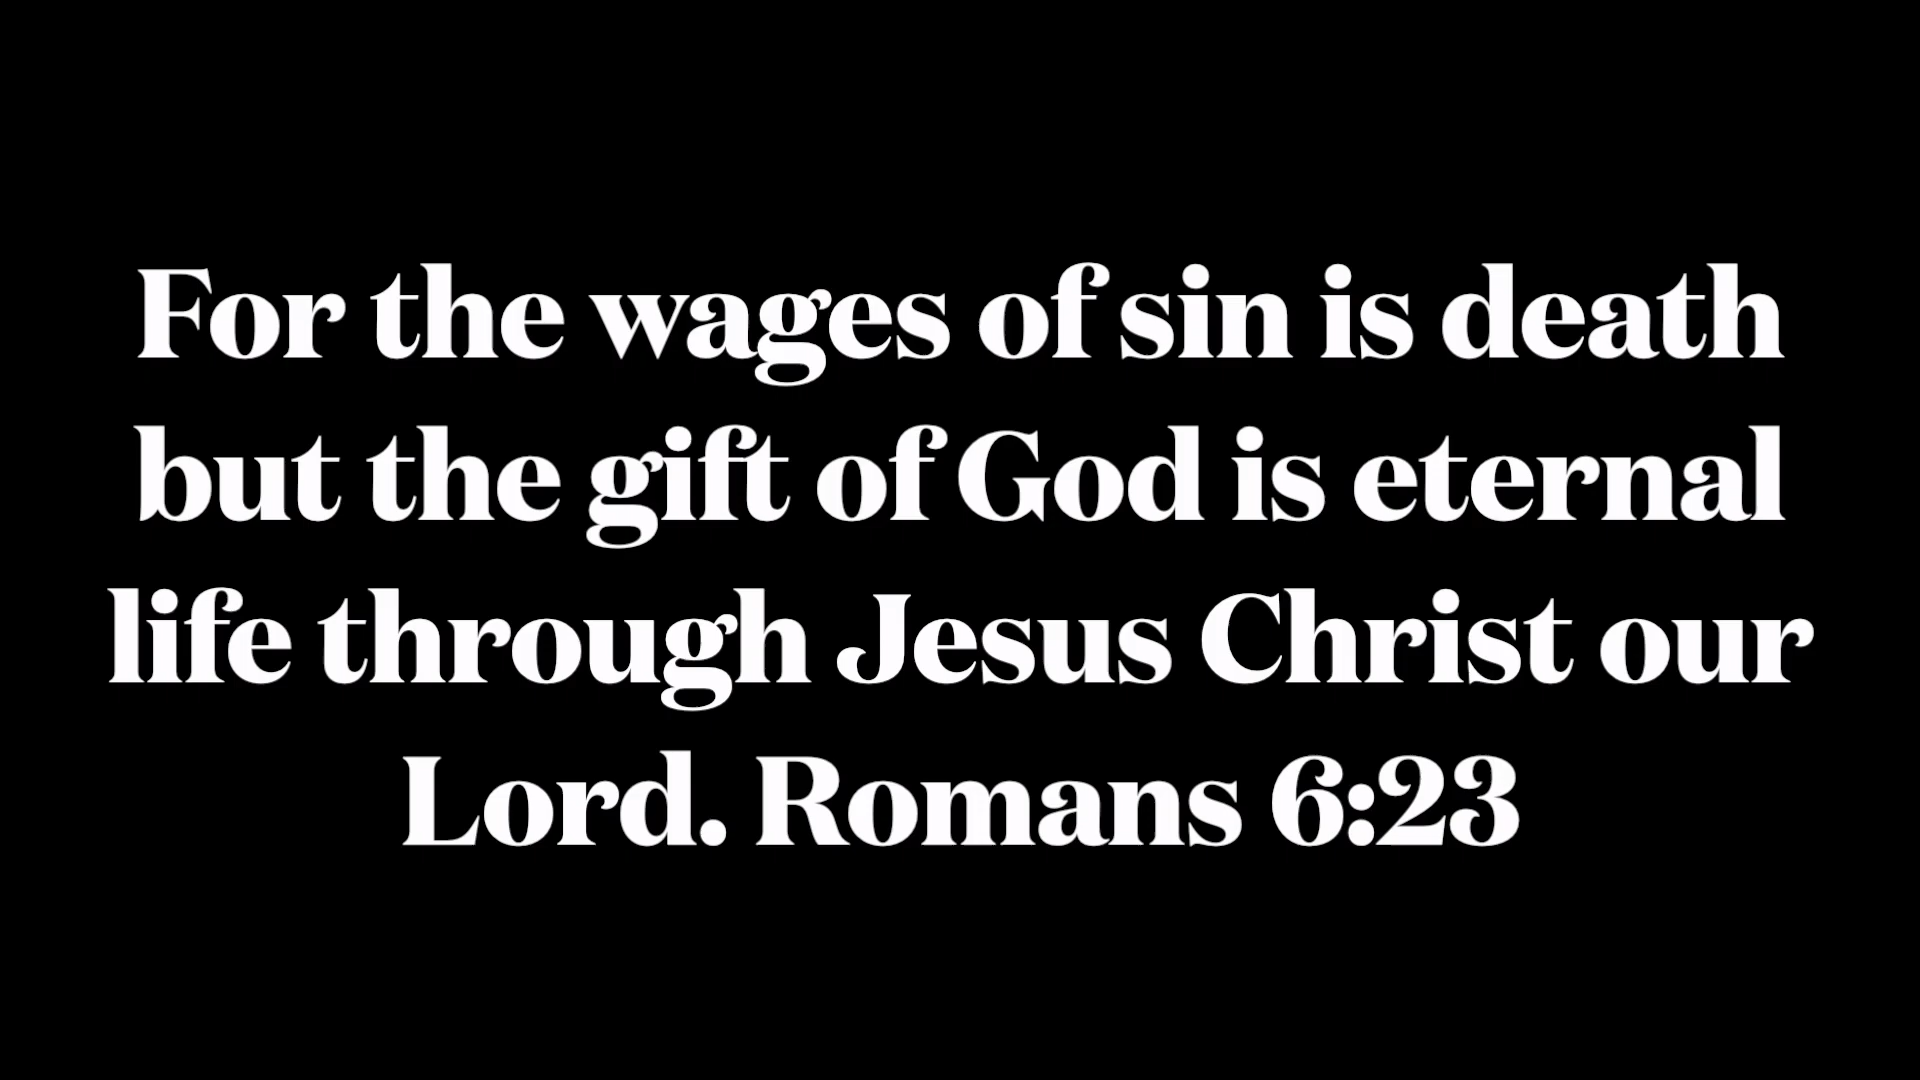 For the wages of sin is death
but the gift of God is eternal
life through Jesus Christ our
Lord. Romans 6:23